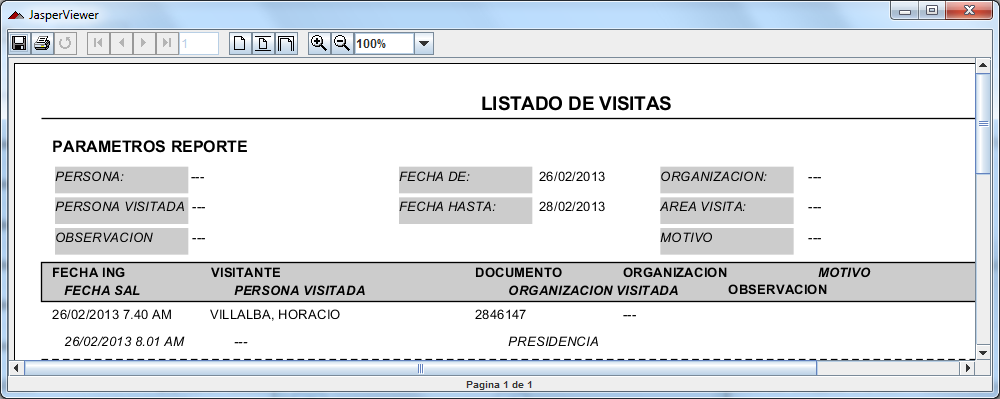 JasperViewer
1
100%
LISTADO DE VISITAS
PARAMETROS REPORTE
PERSONA: --- FECHA DE: 26/02/2013 ORGANIZACION: ---
PERSONA VISITADA --- FECHA HASTA: 28/02/2013 AREA VISITA: ---
OBSERVACION --- MOTIVO ---
FECHA ING VISITANTE DOCUMENTO ORGANIZACION MOTIVO
FECHA SAL PERSONA VISITADA ORGANIZACION VISITADA OBSERVACION
26/02/2013 7.40 AM VILLALBA, HORACIO 2846147 ---
26/02/2013 8.01 AM --- PRESIDENCIA
Pagina 1 de 1